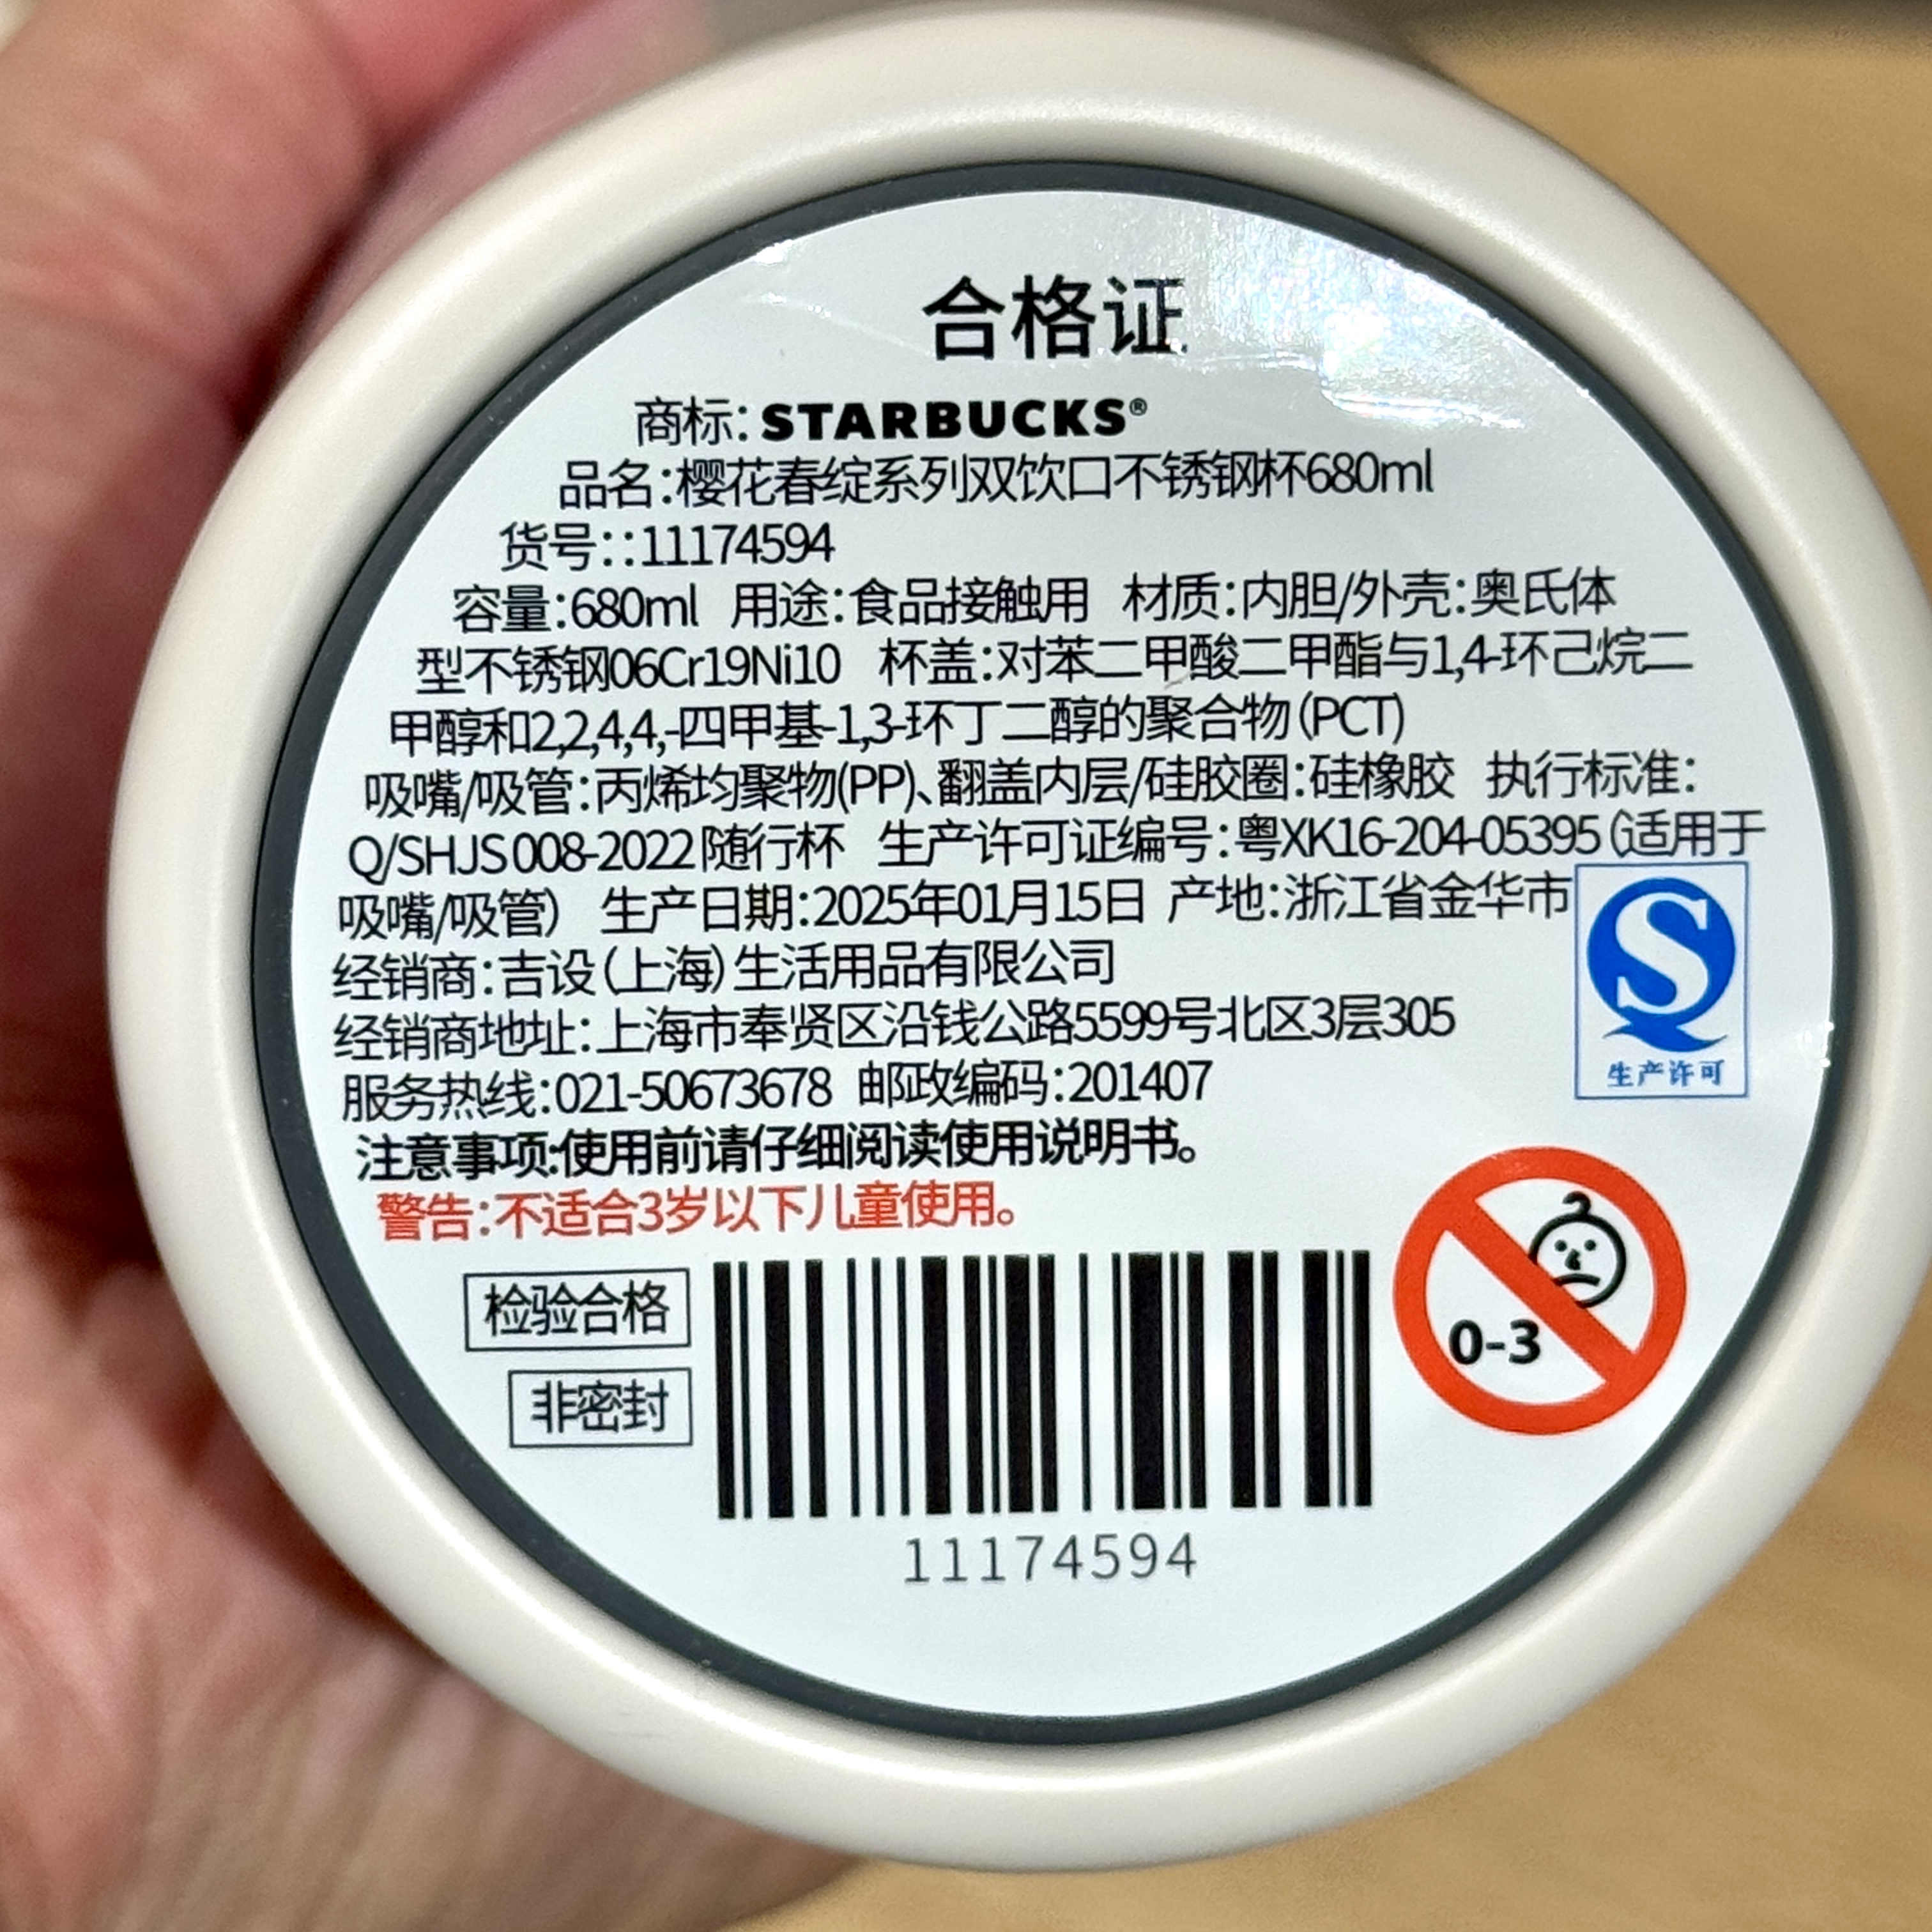 合格证
商标：STARBUCKS®
品名：樱花春绽系列双饮口不锈钢杯680ml
货号：：11174594
容量：680ml 用途：食品接触用 材质：内胆/外壳：奥氏体
型不锈钢06Cr19Ni10 杯盖：对苯二甲酸二甲酯与1,4-环己烷二
甲醇和2,2,4,4,-四甲基-1,3-环丁二醇的聚合物（PCT）
吸嘴/吸管：丙烯均聚物(PP)、翻盖内层/硅胶圈：硅橡胶 执行标准：
Q/SHJS 008-2022 随行杯 生产许可证编号：粤XK16-204-05395（适用于
吸嘴/吸管） 生产日期：2025年01月15日 产地：浙江省金华市
经销商：吉设（上海）生活用品有限公司
经销商地址：上海市奉贤区沿钱公路5599号北区3层305
服务热线：021-50673678 邮政编码：201407
注意事项:使用前请仔细阅读使用说明书。
警告：不适合3岁以下儿童使用。
生产许可
检验合格
非密封
0-3
11174594